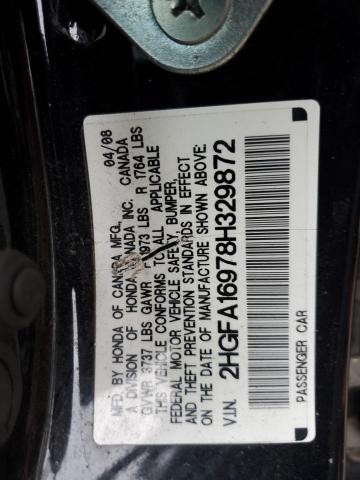 MFD. BY HONDA OF CANADA MFG., 04/08
A DIVISION OF HONDA CANADA INC. CANADA
GVWR 3737 LBS GAWR F 1973 LBS R 1764 LBS
THIS VEHICLE CONFORMS TO ALL APPLICABLE
FEDERAL MOTOR VEHICLE SAFETY, BUMPER,
AND THEFT PREVENTION STANDARDS IN EFFECT
ON THE DATE OF MANUFACTURE SHOWN ABOVE.
V.I.N. 2HGFA16978H329872
PASSENGER CAR